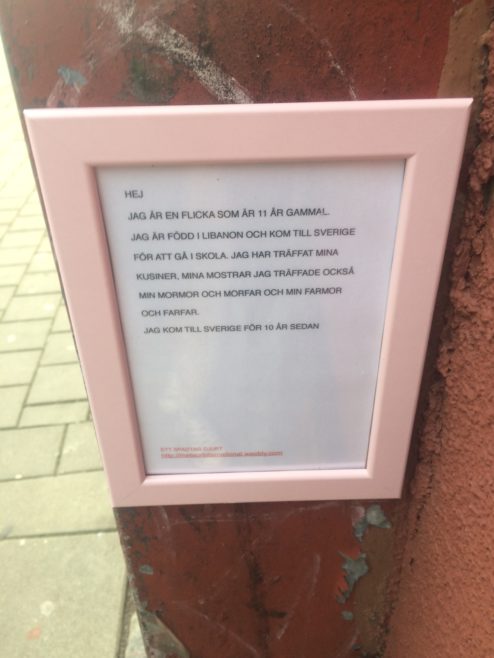 HEJ
JAG ÄR EN FLICKA SOM ÄR 11 ÅR GAMMAL.
JAG ÄR FÖDD I LIBANON OCH KOM TILL SVERIGE
FÖR ATT GÅ I SKOLA. JAG HAR TRÄFFAT MINA
KUSINER, MINA MOSTRAR JAG TRÄFFADE OCKSÅ
MIN MORMOR OCH MORFAR OCH MIN FARMOR
OCH FARFAR.
JAG KOM TILL SVERIGE FÖR 10 ÅR SEDAN
ETT